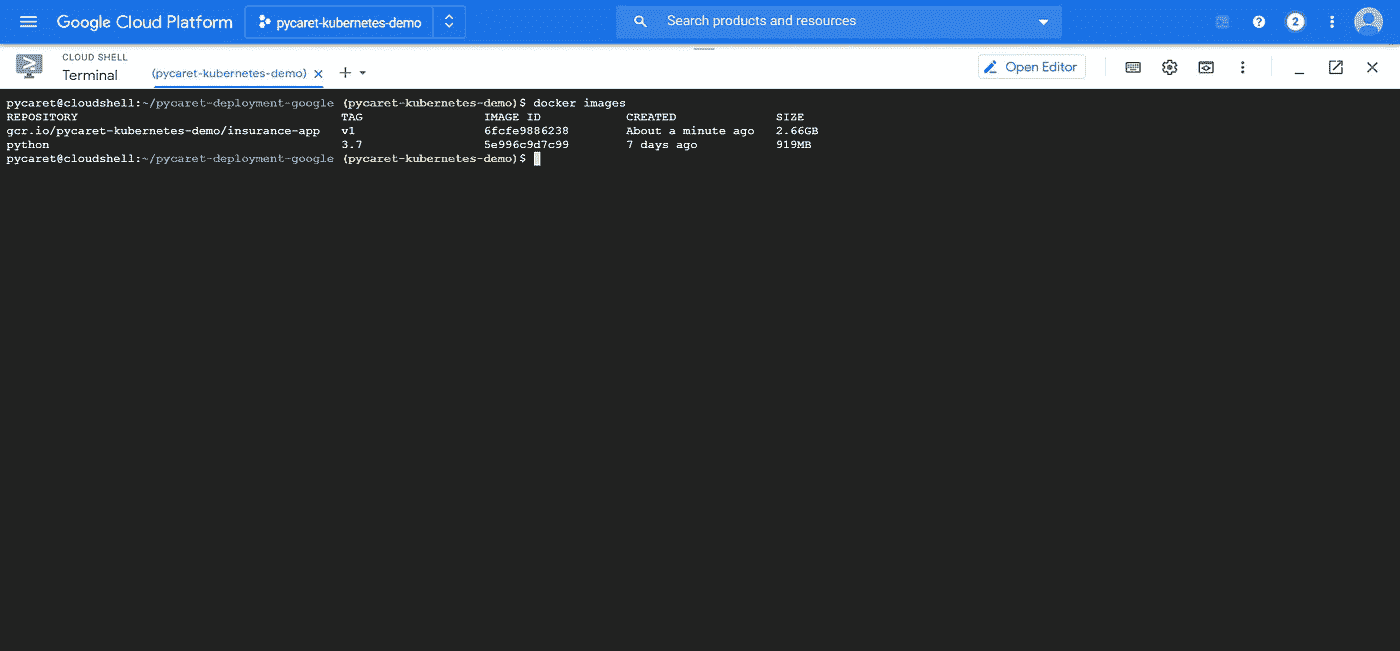 Google Cloud Platform pycaret-kubernetes-demo Search products and resources ? 2
CLOUD SHELL
Terminal (pycaret-kubernetes-demo) Open Editor
pycaret@cloudshell:~/pycaret-deployment-google (pycaret-kubernetes-demo)$ docker images
REPOSITORY TAG IMAGE ID CREATED SIZE
gcr.io/pycaret-kubernetes-demo/insurance-app v1 6fcfe9886238 About a minute ago 2.66GB
python 3.7 5e996c9d7c99 7 days ago 919MB
pycaret@cloudshell:~/pycaret-deployment-google (pycaret-kubernetes-demo)$